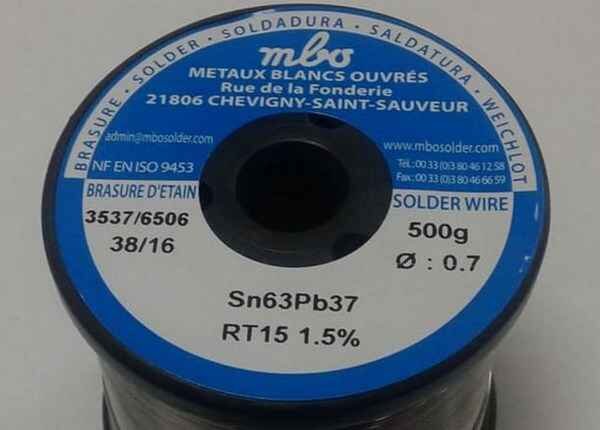 BRASURE · SOLDER · SOLDADURA · SALDATURA · WEICHLOT
mbo
METAUX BLANCS OUVRÉS
Rue de la Fonderie
21806 CHEVIGNY-SAINT-SAUVEUR
admin@mbosolder.com
www.mbosolder.com
NF EN ISO 9453
Tél.: 00 33 (0)3 80 46 12 58
Fax: 00 33 (0)3 80 46 66 59
BRASURE D'ETAIN
SOLDER WIRE
3537/6506
38/16
500g
Ø : 0.7
Sn63Pb37
RT15 1.5%